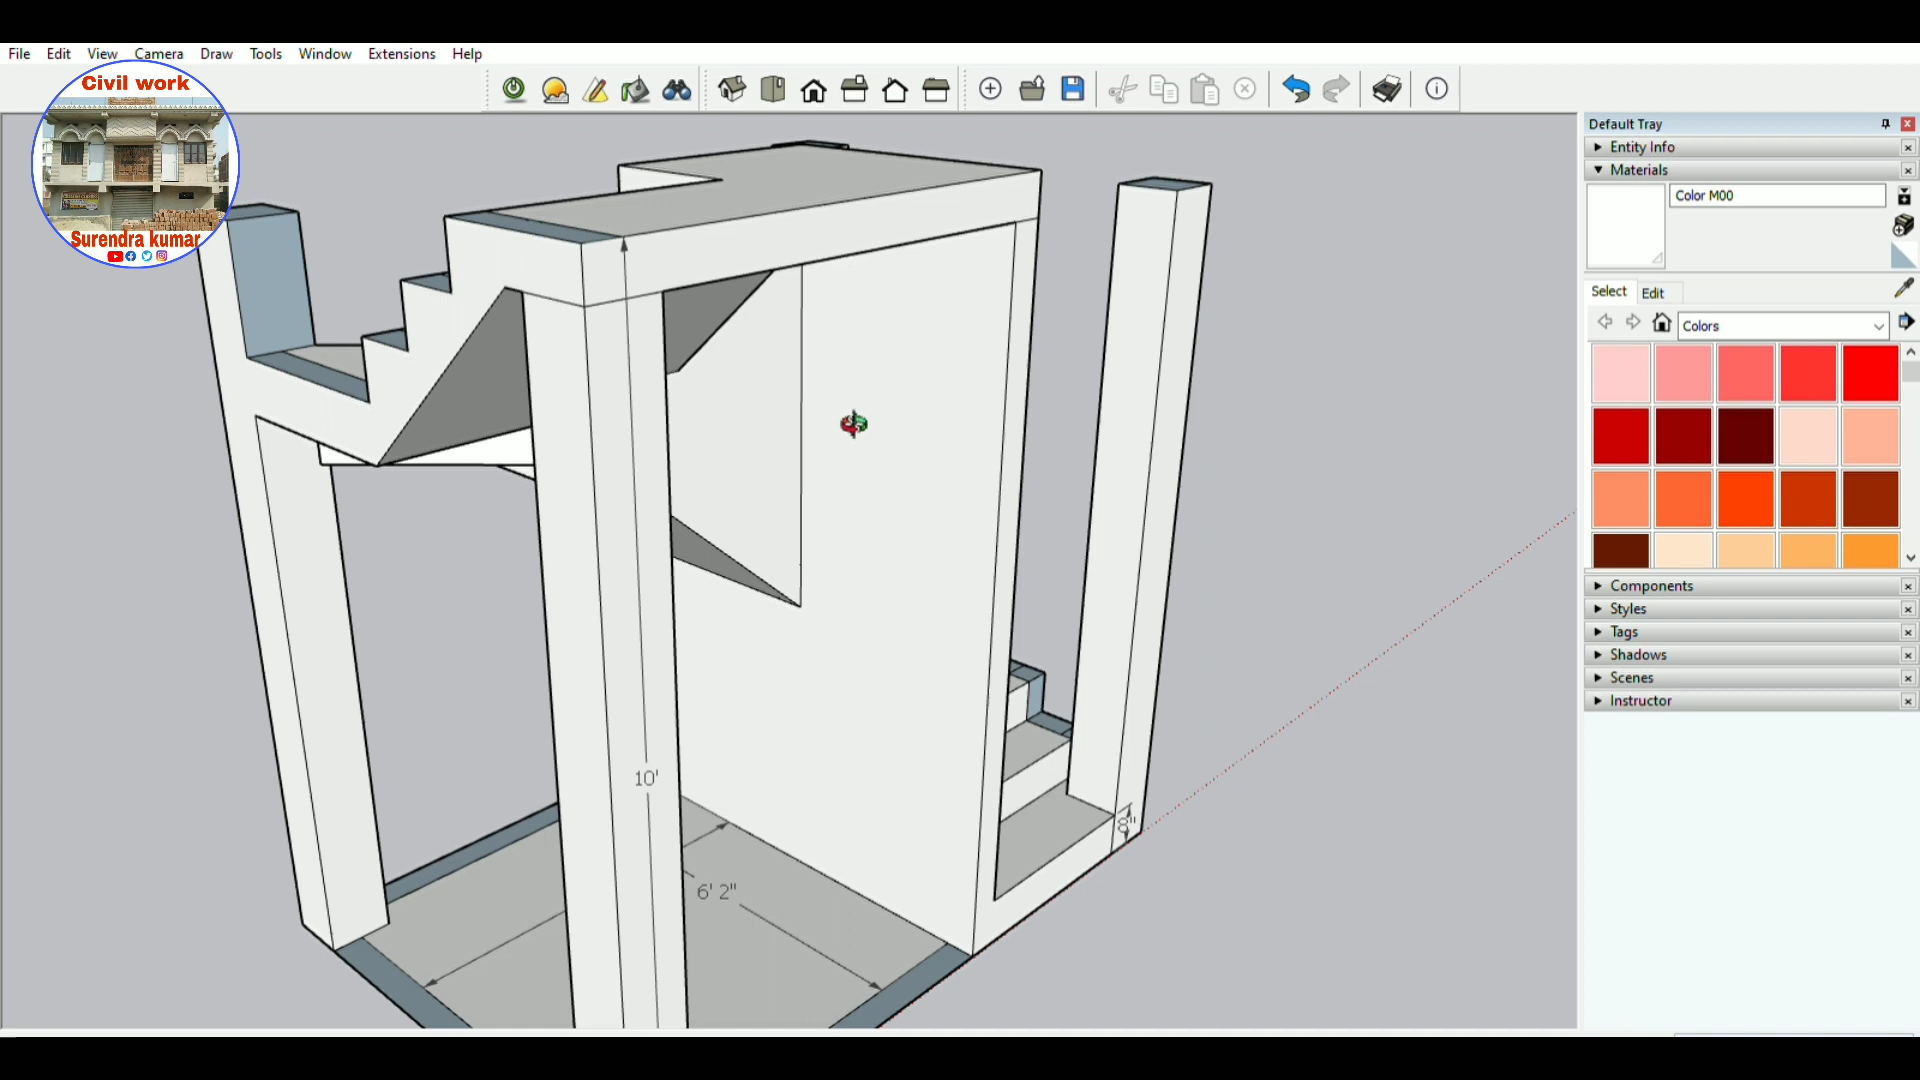 File Edit View Camera Draw Tools Window Extensions Help
Civil work
Surendra kumar
Default Tray
Entity Info
Materials
Color M00
Select Edit
Colors
Components
Styles
Tags
Shadows
Scenes
Instructor
10'
8"
6' 2"